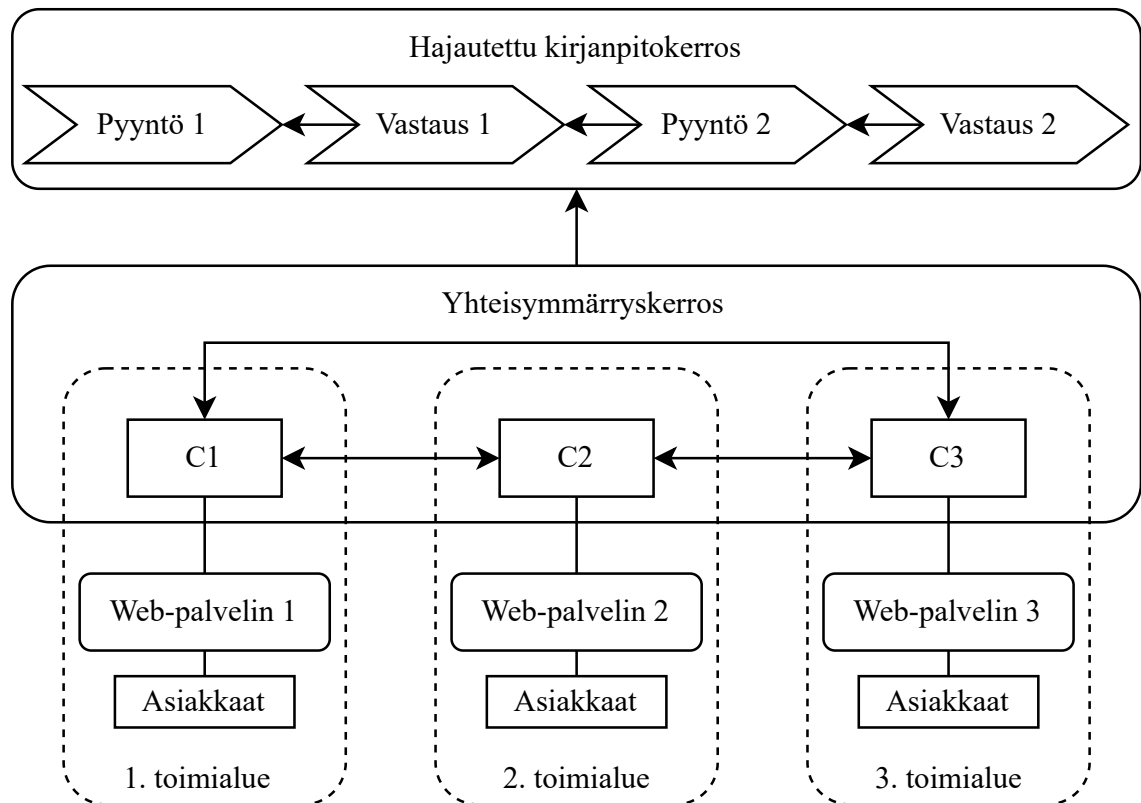 Hajautettu kirjanpitokerros
Pyyntö 1
Vastaus 1
Pyyntö 2
Vastaus 2
Yhteisymmärryskerros
C1
C2
C3
Web-palvelin 1
Web-palvelin 2
Web-palvelin 3
Asiakkaat
Asiakkaat
Asiakkaat
1. toimialue
2. toimialue
3. toimialue